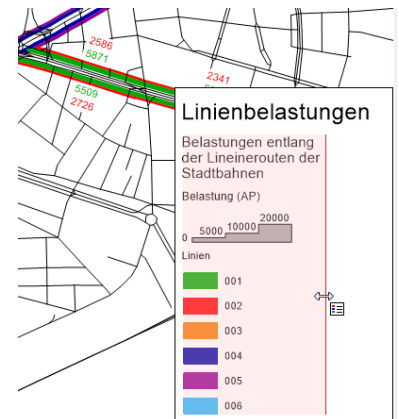 2586
5871
5509
2726
2341
Linienbelastungen
Belastungen entlang
der Lineinerouten der
Stadtbahnen
Belastung (AP)
0 5000 10000 20000
Linien
001
002
003
004
005
006